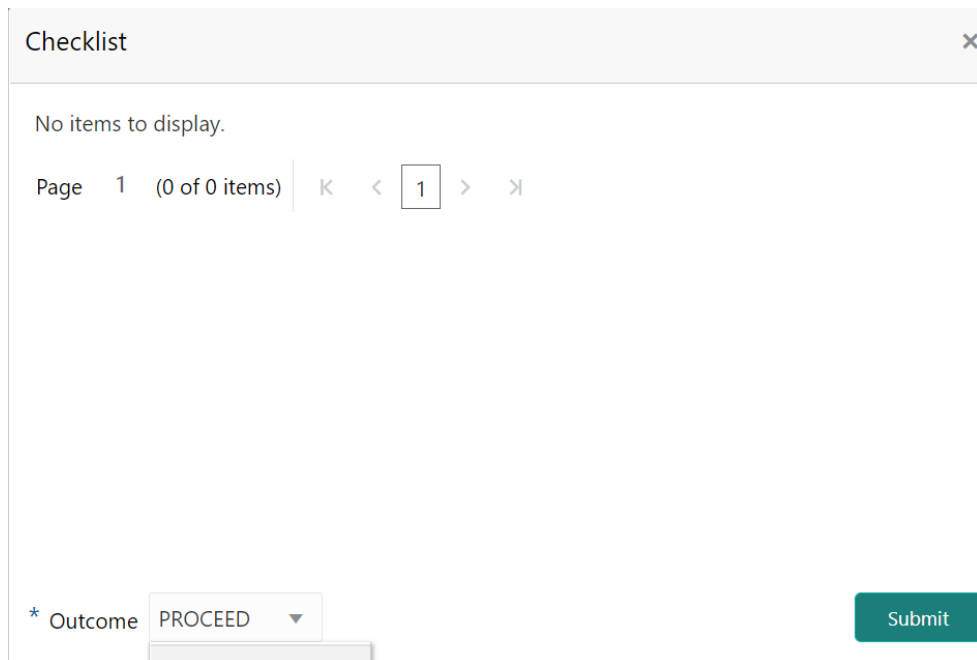 Checklist
No items to display.
Page 1 (0 of 0 items) 1
* Outcome PROCEED Submit